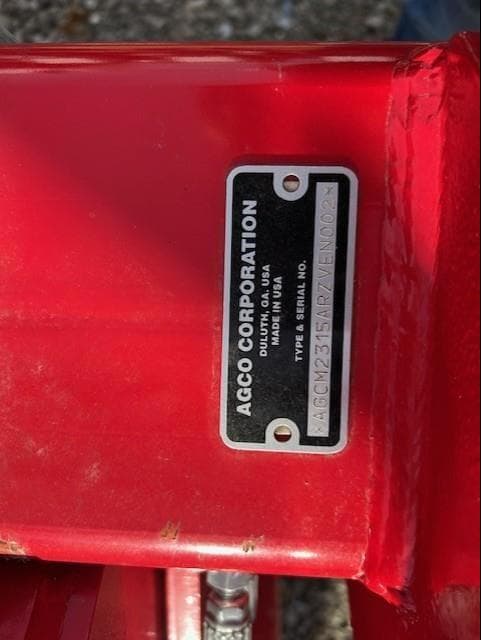 AGCO CORPORATION
DULUTH, GA. USA
MADE IN USA
TYPE & SERIAL NO.
*AGCM2315ARZVEN002*